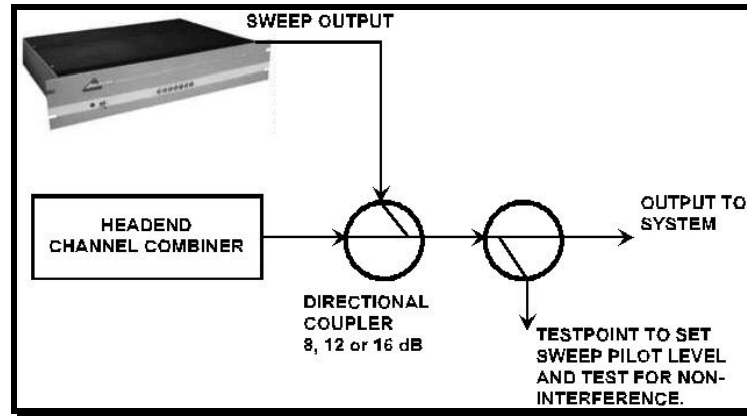 SWEEP OUTPUT
HEADEND
CHANNEL COMBINER
DIRECTIONAL
COUPLER
8, 12 or 16 dB
OUTPUT TO
SYSTEM
TESTPOINT TO SET
SWEEP PILOT LEVEL
AND TEST FOR NON-
INTERFERENCE.